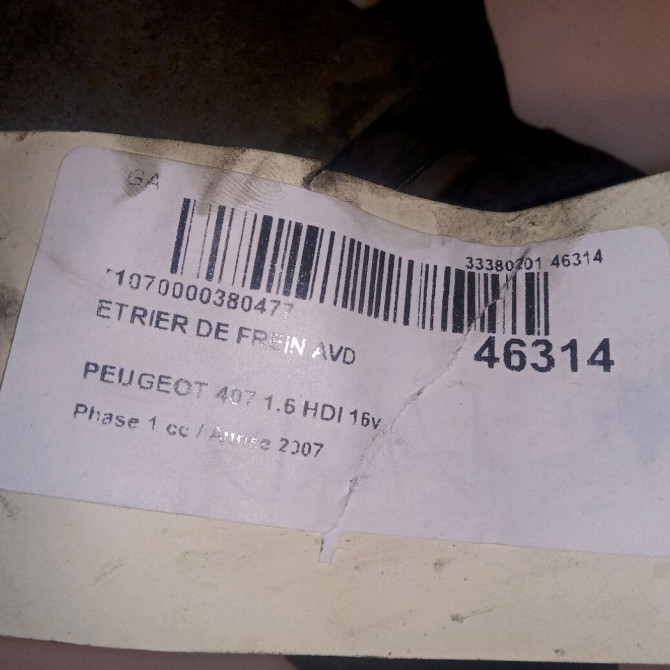 GA
33380201 46314
*1070000380477
46314
ETRIER DE FREIN AVD
PEUGEOT 407 1.6 HDI 16v
Phase 1 cc / Année 2007